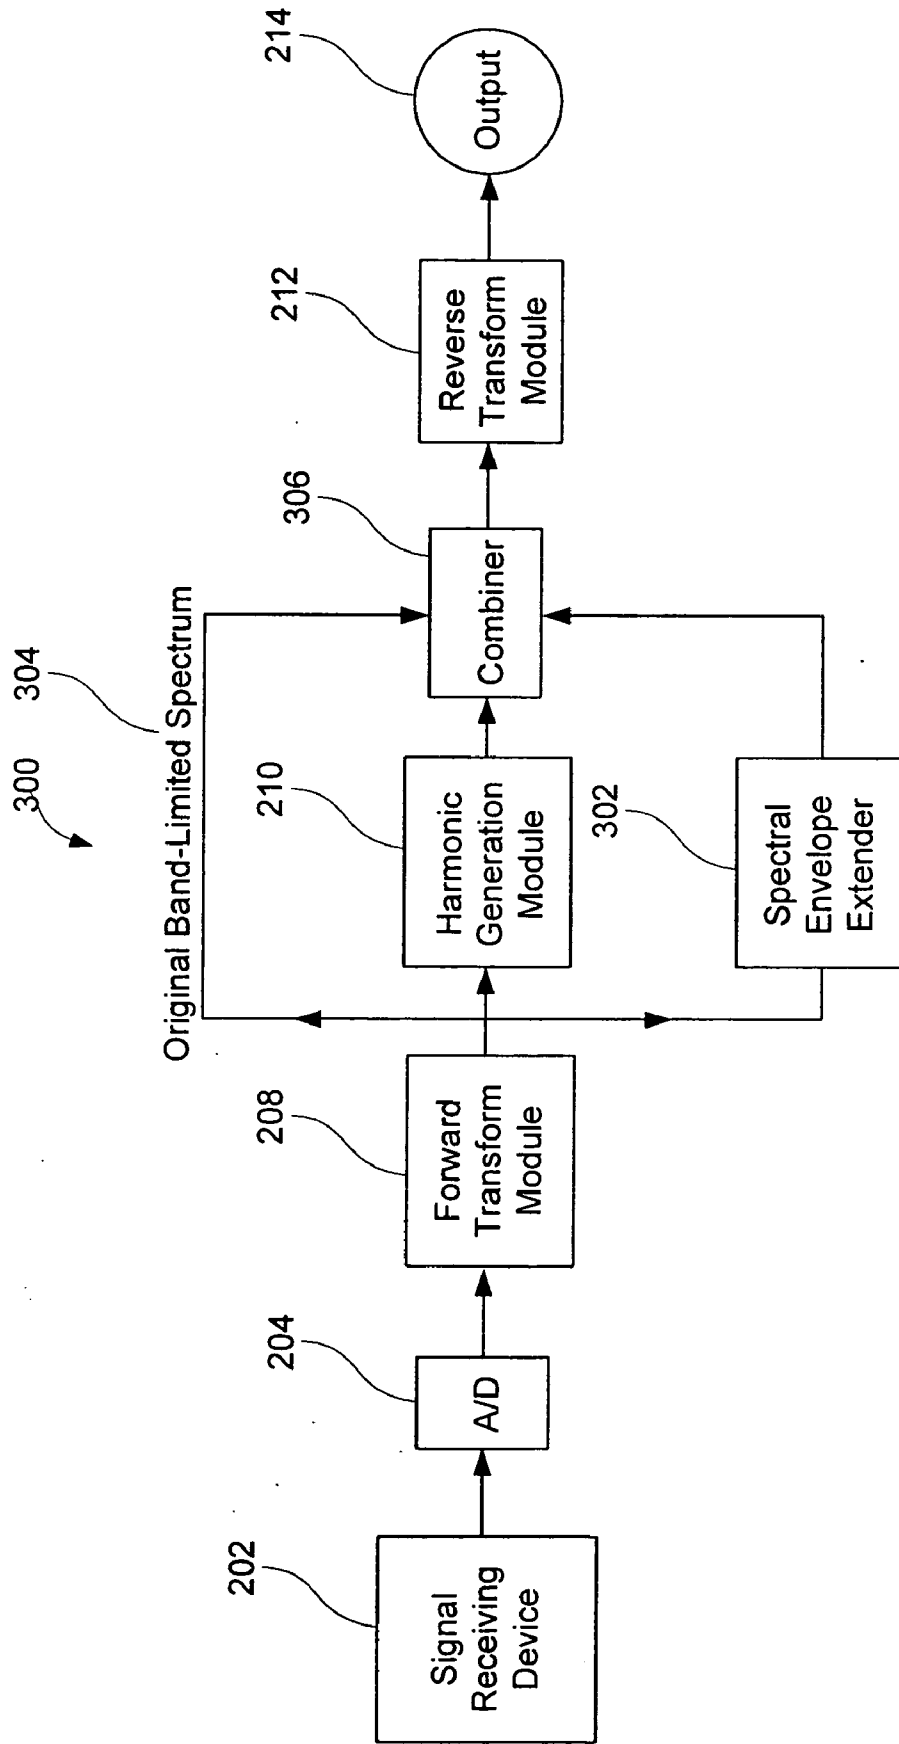 300
304
Original Band-Limited Spectrum
202
Signal
Receiving
Device
204
A/D
208
Forward
Transform
Module
210
Harmonic
Generation
Module
302
Spectral
Envelope
Extender
306
Combiner
212
Reverse
Transform
Module
214
Output